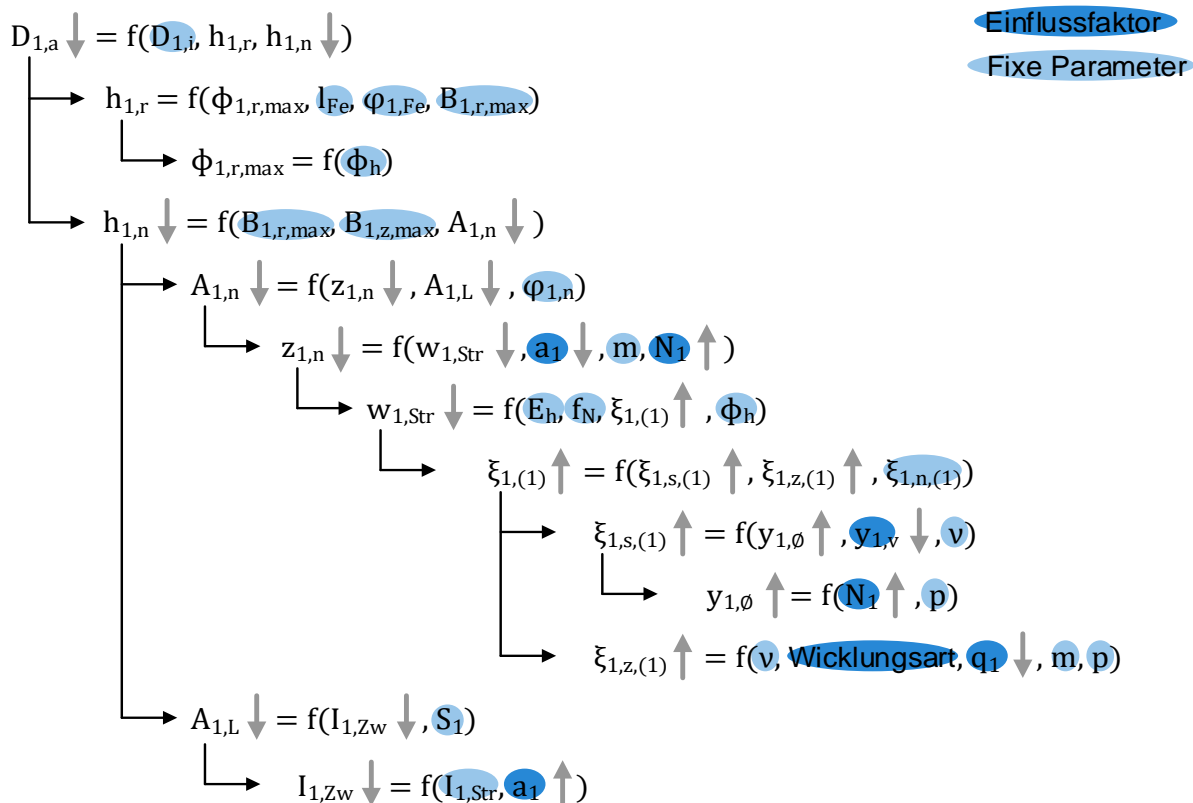 Einflussfaktor
Fixe Parameter
D₁,ₐ ↓ = f(D₁,ᵢ, h₁,ᵣ, h₁,ₙ ↓)
h₁,ᵣ = f(ϕ₁,r,max, l_Fe, φ₁,Fe, B₁,r,max)
ϕ₁,r,max = f(ϕₕ)
h₁,ₙ ↓ = f(B₁,r,max, B₁,z,max, A₁,ₙ ↓)
A₁,ₙ ↓ = f(z₁,ₙ ↓, A₁,L ↓, φ₁,ₙ)
z₁,ₙ ↓ = f(w₁,Str ↓, a₁ ↓, m, N₁ ↑)
w₁,Str ↓ = f(Eₕ, f_N, ξ₁,(1) ↑, ϕₕ)
ξ₁,(1) ↑ = f(ξ₁,s,(1) ↑, ξ₁,z,(1) ↑, ξ₁,n,(1))
ξ₁,s,(1) ↑ = f(y₁,ø ↑, y₁,v ↓, ν)
y₁,ø ↑ = f(N₁ ↑, p)
ξ₁,z,(1) ↑ = f(ν, Wicklungsart, q₁ ↓, m, p)
A₁,L ↓ = f(I₁,Zw ↓, S₁)
I₁,Zw ↓ = f(I₁,Str, a₁ ↑)